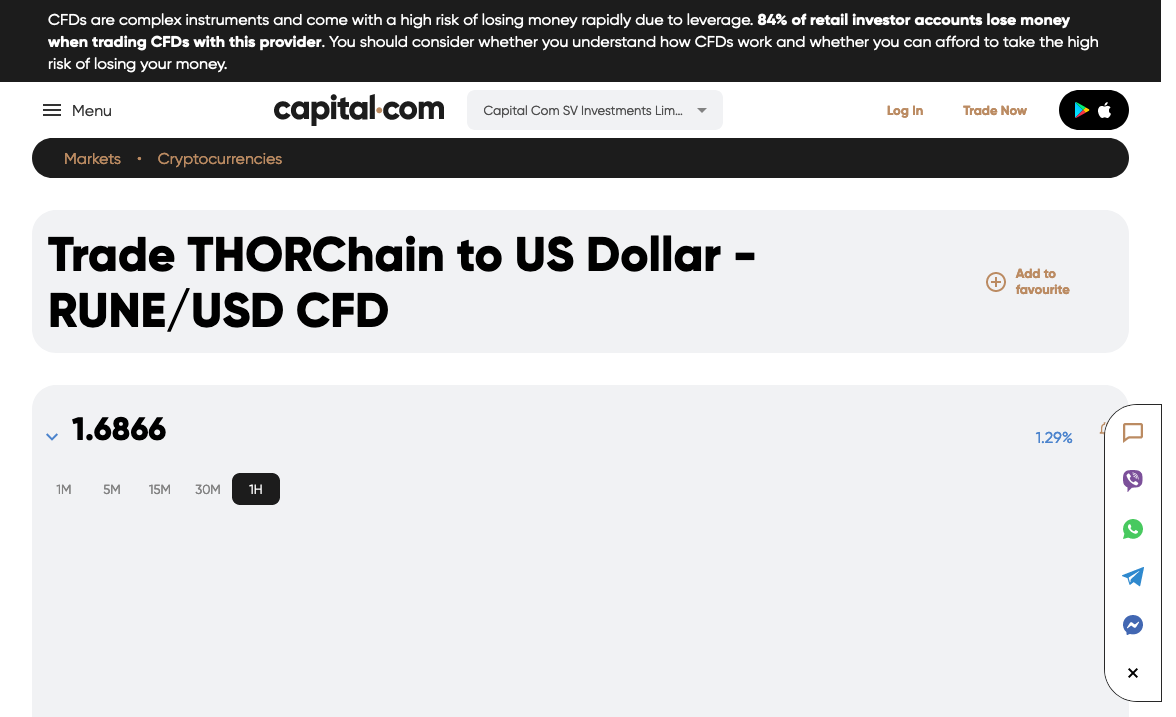 CFDs are complex instruments and come with a high risk of losing money rapidly due to leverage. 84% of retail investor accounts lose money
when trading CFDs with this provider. You should consider whether you understand how CFDs work and whether you can afford to take the high
risk of losing your money.
Menu
capital.com
Capital Com SV Investments Lim...
Log In
Trade Now
Markets • Cryptocurrencies
Trade THORChain to US Dollar -
RUNE/USD CFD
Add to
favourite
1.6866
1.29%
1M 5M 15M 30M 1H